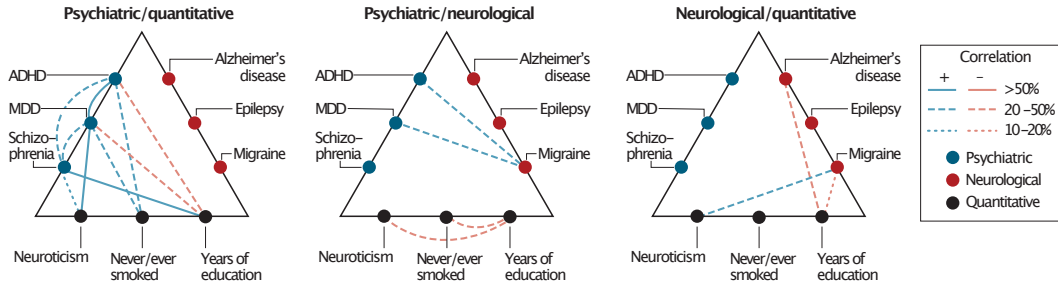 Psychiatric/quantitative
ADHD
MDD
Schizo–
phrenia
Alzheimer's
disease
Epilepsy
Migraine
Neuroticism
Never/ever
smoked
Years of
education
Psychiatric/neurological
ADHD
MDD
Schizo–
phrenia
Alzheimer's
disease
Epilepsy
Migraine
Neuroticism
Never/ever
smoked
Years of
education
Neurological/quantitative
ADHD
MDD
Schizo–
phrenia
Alzheimer's
disease
Epilepsy
Migraine
Neuroticism
Never/ever
smoked
Years of
education
Correlation
+ –
>50%
20–50%
10–20%
Psychiatric
Neurological
Quantitative